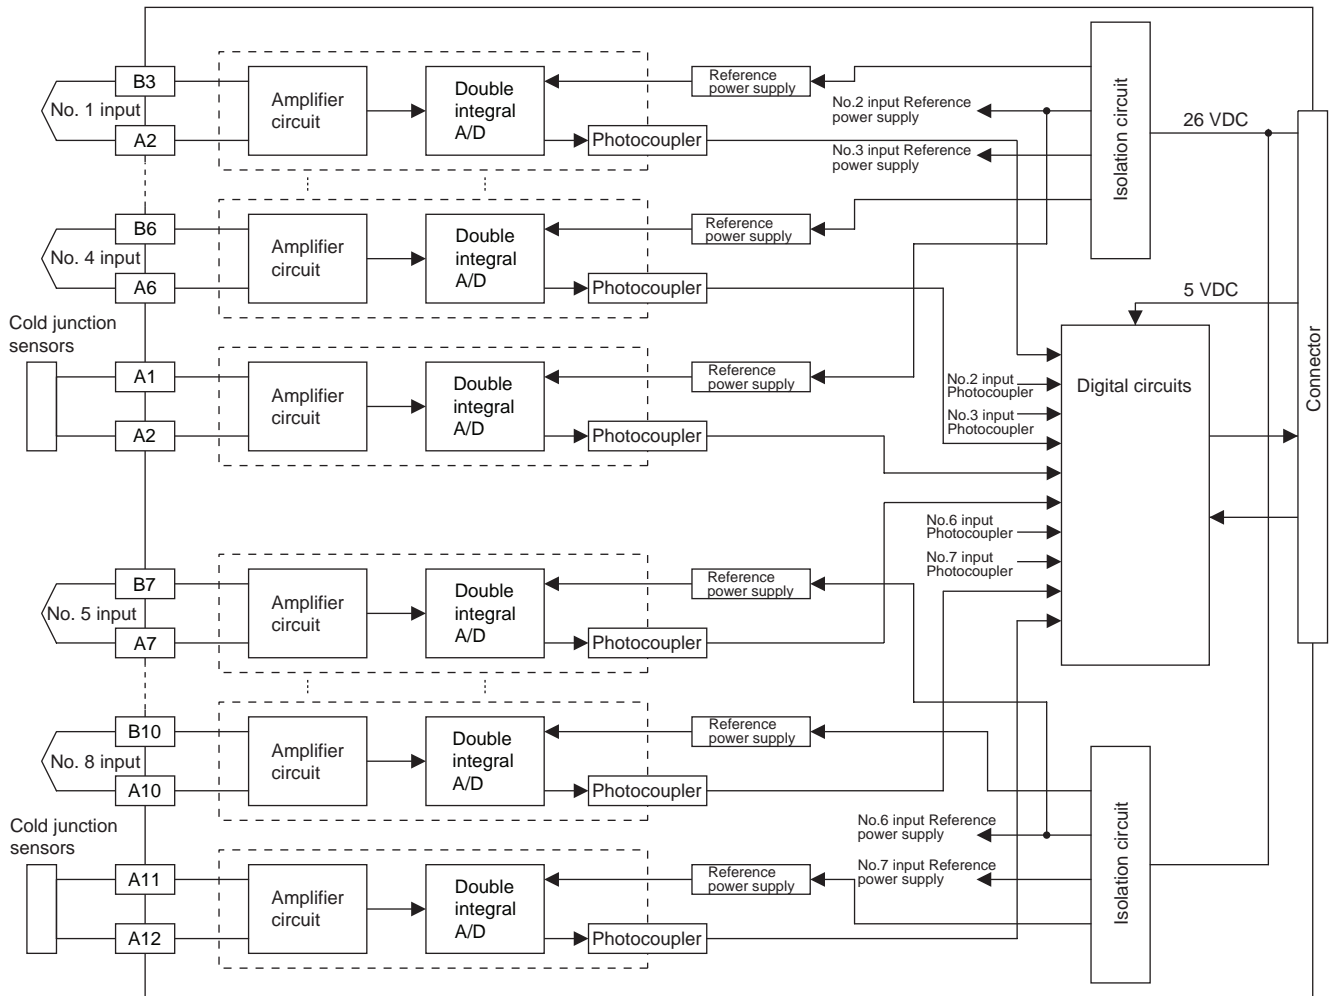 B3
No. 1 input
A2
Amplifier
circuit
Double
integral
A/D
Reference
power supply
Photocoupler
No.2 input Reference
power supply
No.3 input Reference
power supply
Isolation circuit
26 VDC
B6
No. 4 input
A6
Amplifier
circuit
Double
integral
A/D
Reference
power supply
Photocoupler
5 VDC
Connector
Cold junction
sensors
A1
A2
Amplifier
circuit
Double
integral
A/D
Reference
power supply
Photocoupler
No.2 input
Photocoupler
No.3 input
Photocoupler
Digital circuits
No.6 input
Photocoupler
No.7 input
Photocoupler
B7
No. 5 input
A7
Amplifier
circuit
Double
integral
A/D
Reference
power supply
Photocoupler
B10
No. 8 input
A10
Amplifier
circuit
Double
integral
A/D
Reference
power supply
Photocoupler
No.6 input Reference
power supply
No.7 input Reference
power supply
Isolation circuit
Cold junction
sensors
A11
A12
Amplifier
circuit
Double
integral
A/D
Reference
power supply
Photocoupler